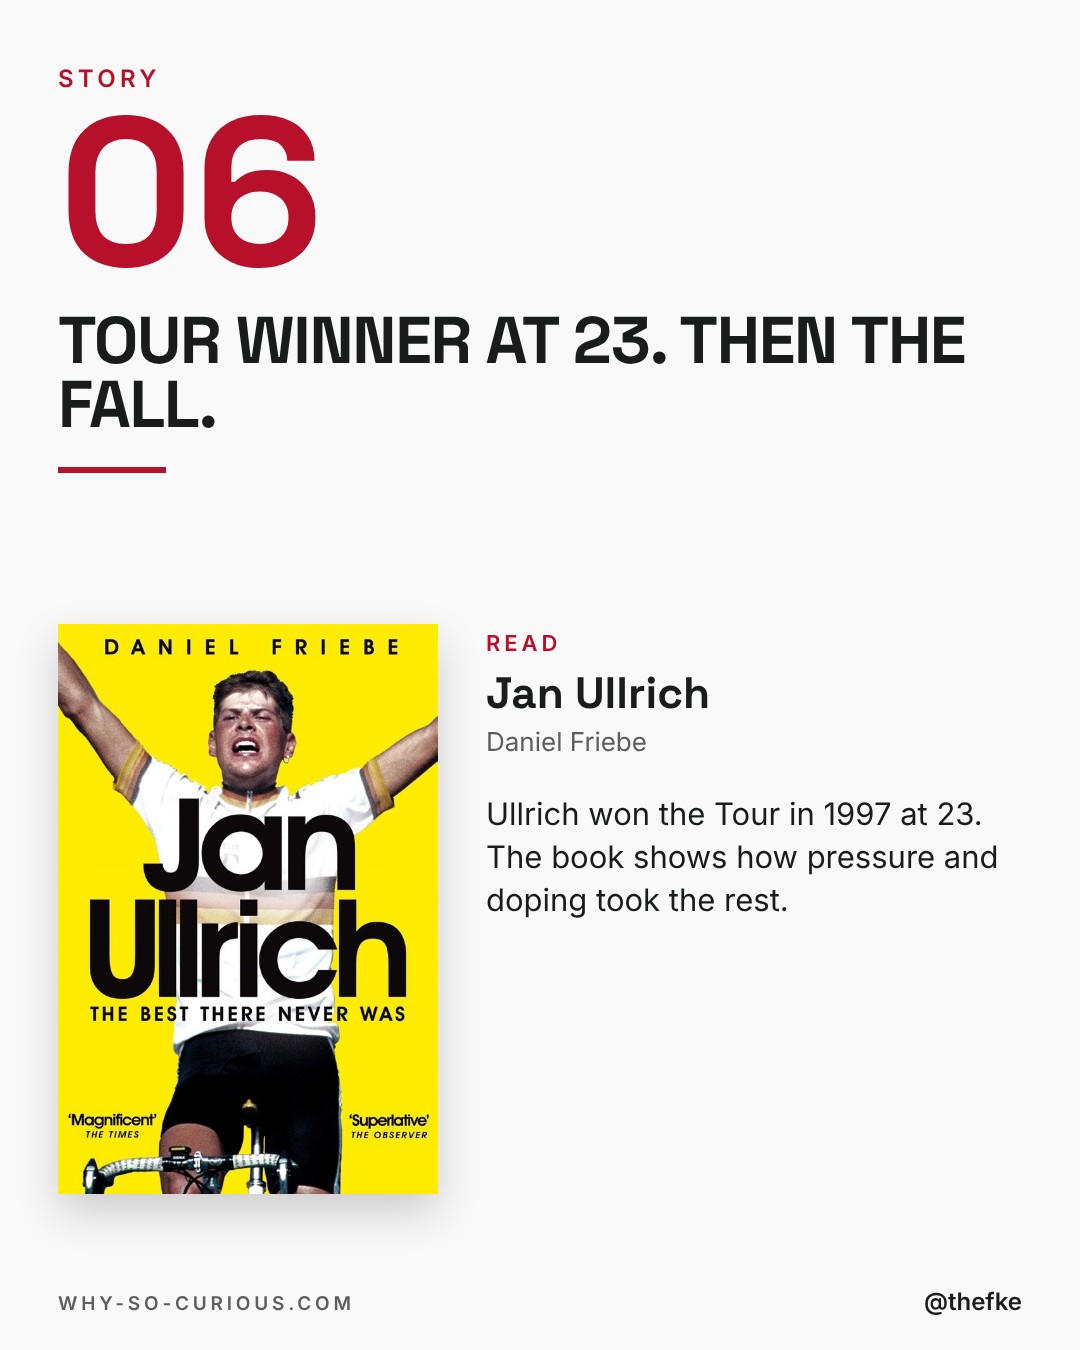 STORY
06
TOUR WINNER AT 23. THEN THE
FALL.
DANIEL FRIEBE
Jan
Ullrich
THE BEST THERE NEVER WAS
‘Magnificent’
THE TIMES
‘Superlative’
THE OBSERVER
READ
Jan Ullrich
Daniel Friebe
Ullrich won the Tour in 1997 at 23.
The book shows how pressure and
doping took the rest.
WHY-SO-CURIOUS.COM
@thefke